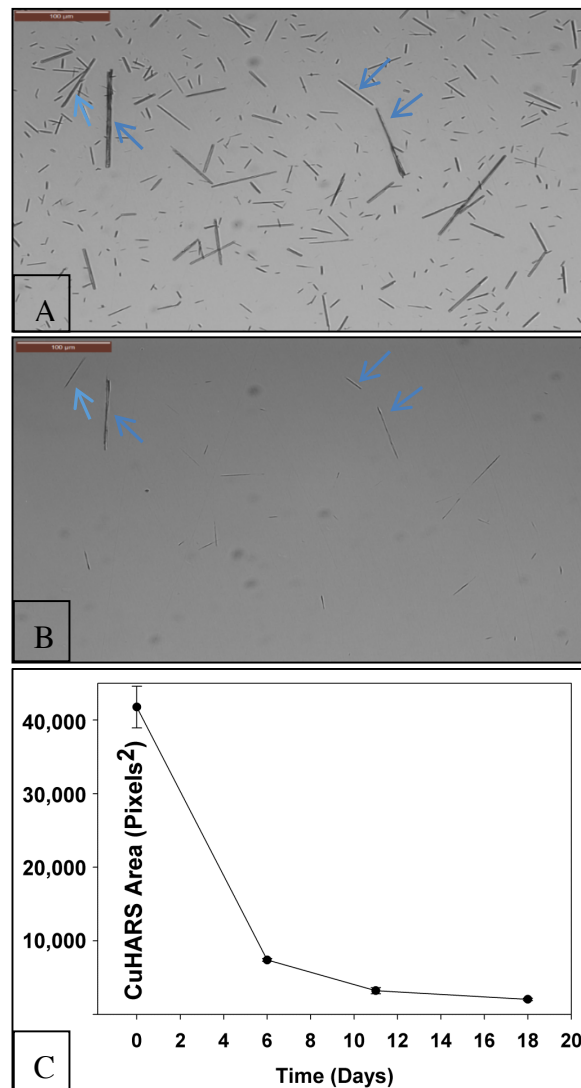 100 µm
A
100 µm
B
40,000
30,000
20,000
10,000
CuHARS Area (Pixels²)
0 2 4 6 8 10 12 14 16 18 20
Time (Days)
C